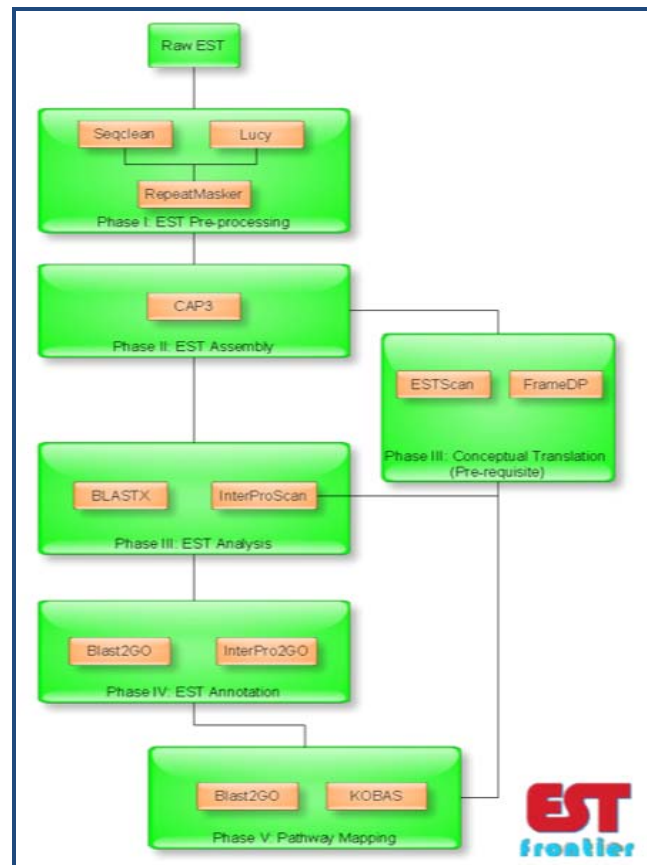 Raw EST
Seqclean
Lucy
RepeatMasker
Phase I: EST Pre-processing
CAP3
Phase II: EST Assembly
ESTScan
FrameDP
Phase III: Conceptual Translation
(Pre-requisite)
BLASTX
InterProScan
Phase III: EST Analysis
Blast2GO
InterPro2GO
Phase IV: EST Annotation
Blast2GO
KOBAS
Phase V: Pathway Mapping
EST
frontier